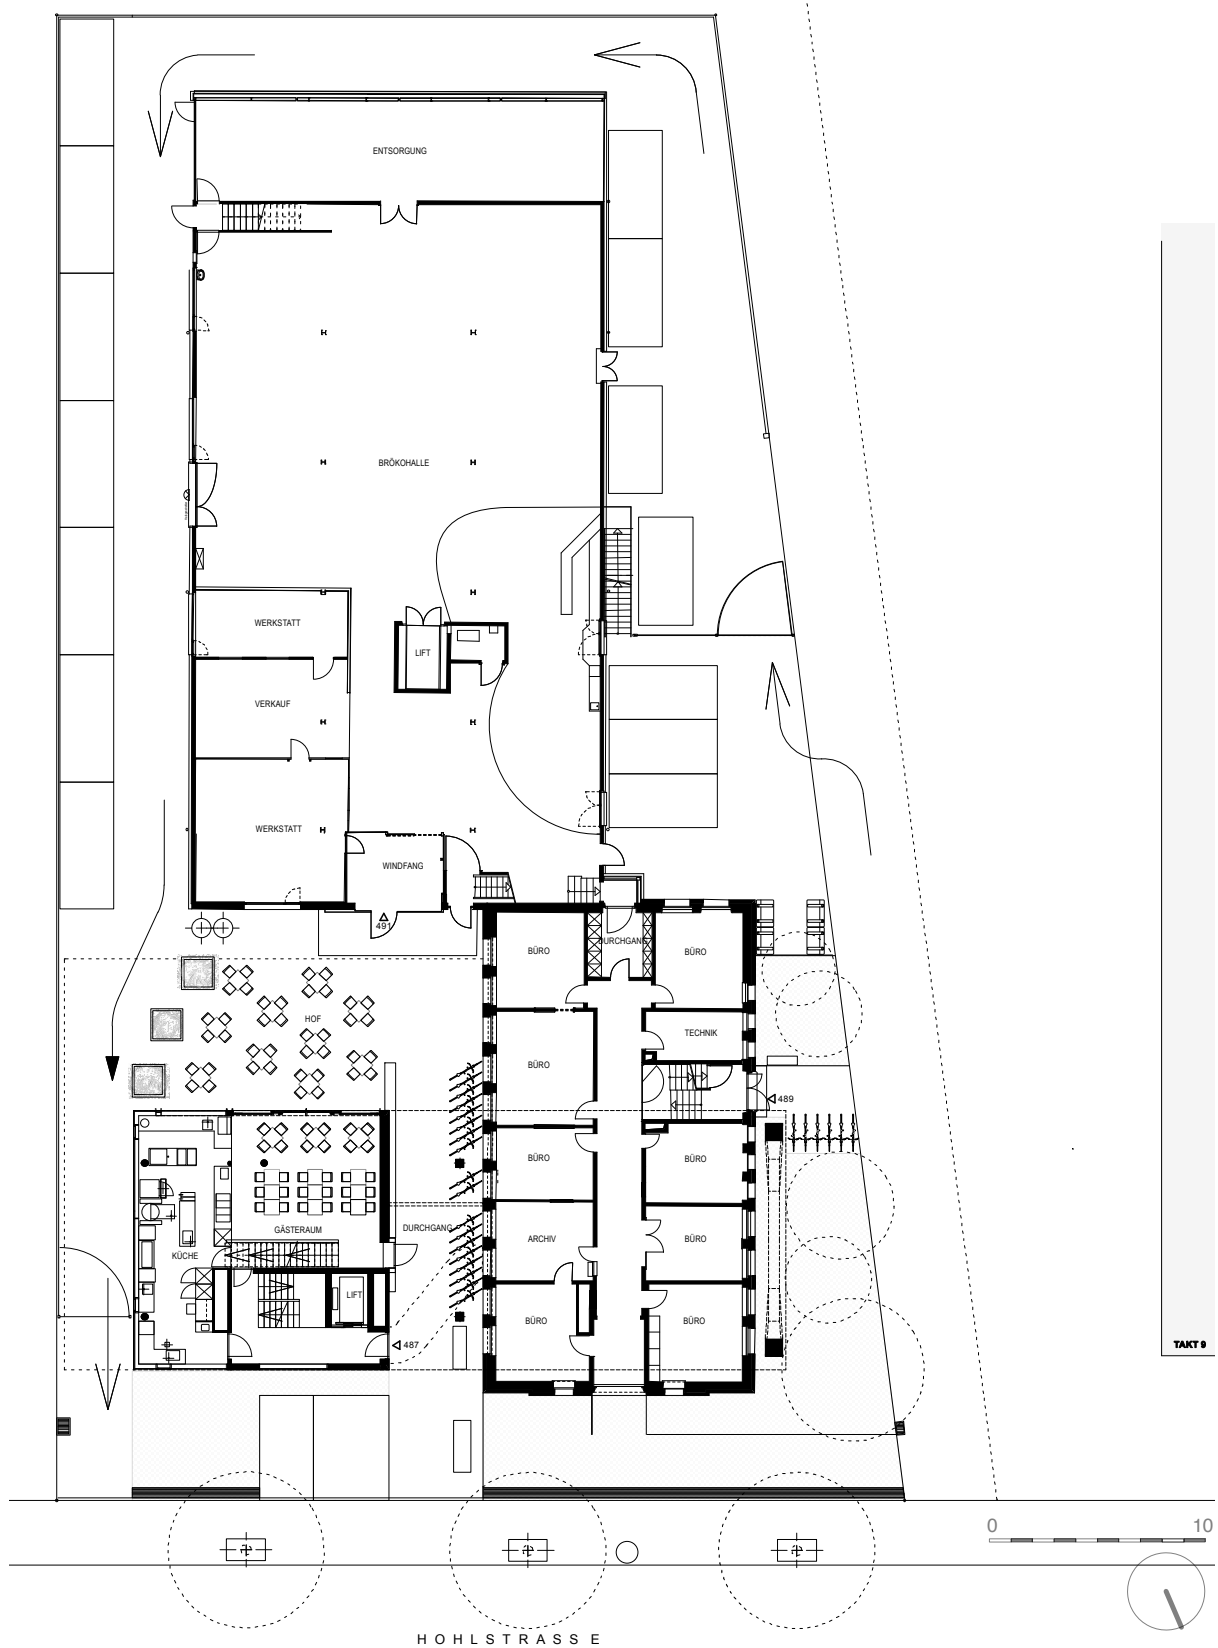 ENTSORGUNG
BRÖKOHALLE
WERKSTATT
LIFT
VERKAUF
WERKSTATT
WINDFANG
491
BÜRO
DURCHGANG
BÜRO
HOF
TECHNIK
BÜRO
489
BÜRO
BÜRO
GÄSTERAUM
DURCHGANG
ARCHIV
BÜRO
KÜCHE
LIFT
BÜRO
BÜRO
487
TAKT 9
0 10
HOHLSTRASSE